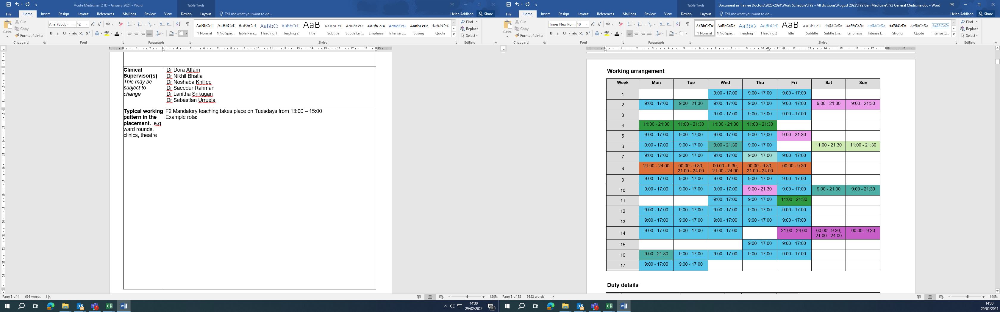 Acute Medicine F2 JD - January 2024 - Word
Table Tools
File Home Insert Design Layout References Mailings Review View Design Layout Tell me what you want to do... Helen Addison Share
Paste Cut Copy Format Painter
Arial (Body) 12
AaBbCcD AaBbCcD AaBbCcD AaBbC AaBbCcD AaB AaBbCcD AaBbCcD AaBbCcD AaBbCcD AaBbCcD AaBbCcD
¶ Normal ¶ No Spac... Table Para... Heading 1 Heading 2 Title Subtitle Subtle Em... Emphasis Intense E... Strong Quote
Find Replace Select
Clipboard Font Paragraph Styles Editing
Clinical Supervisor(s)
This may be subject to change
Dr Dora Affam
Dr Nikhil Bhatia
Dr Noshaba Khiljee
Dr Saeedur Rahman
Dr Lanitha Srikugan
Dr Sebastian Urruela
Typical working pattern in the placement. e.g ward rounds, clinics, theatre
F2 Mandatory teaching takes place on Tuesdays from 13:00 – 15:00
Example rota:
Page 3 of 4 698 words 120%
14:30
29/02/2024
20
Table Tools
Document in Trainee Doctors\2023-2024\Work Schedule\FY2 - All divisions\August 2023\FY2 Gen Medicine\FY2 General Medicine.doc - Word
File Home Insert Design Layout References Mailings Review View Design Layout Tell me what you want to do... Helen Addison Share
Paste Cut Copy Format Painter
Times New Ro 10
¶ Normal ¶ No Spac... Heading 1 Heading 2 Title Subtitle Subtle Em... Emphasis Intense E... Strong Quote Intense Q...
Find Replace Select
Clipboard Font Paragraph Styles Editing
Working arrangement
Week Mon Tue Wed Thu Fri Sat Sun
1 9:00 - 17:00 9:00 - 17:00 9:00 - 17:00
2 9:00 - 17:00 9:00 - 21:30 9:00 - 17:00 9:00 - 17:00 9:00 - 17:00 9:00 - 21:30 9:00 - 21:30
3 9:00 - 17:00 9:00 - 17:00 9:00 - 17:00
4 11:00 - 21:30 11:00 - 21:30 11:00 - 21:30 11:00 - 21:30
5 9:00 - 17:00 9:00 - 17:00 9:00 - 17:00 9:00 - 17:00 9:00 - 21:30
6 9:00 - 17:00 9:00 - 17:00 9:00 - 21:30 9:00 - 17:00 11:00 - 21:30 11:00 - 21:30
7 9:00 - 17:00 9:00 - 17:00 9:00 - 17:00 9:00 - 17:00 9:00 - 17:00
8 21:00 - 24:00 00:00 - 9:30, 21:00 - 24:00 00:00 - 9:30, 21:00 - 24:00 00:00 - 9:30, 21:00 - 24:00 00:00 - 9:30
9 9:00 - 17:00 9:00 - 17:00 9:00 - 17:00 9:00 - 17:00 9:00 - 17:00
10 9:00 - 17:00 9:00 - 17:00 9:00 - 17:00 9:00 - 21:30 9:00 - 17:00 9:00 - 21:30 9:00 - 21:30
11 9:00 - 17:00 9:00 - 17:00 11:00 - 21:30
12 9:00 - 17:00 9:00 - 17:00 9:00 - 17:00 9:00 - 17:00 9:00 - 17:00
13 9:00 - 17:00 9:00 - 17:00 9:00 - 17:00 9:00 - 17:00 9:00 - 17:00
14 9:00 - 17:00 9:00 - 17:00 9:00 - 17:00 21:00 - 24:00 00:00 - 9:30, 21:00 - 24:00 00:00 - 9:30
15 9:00 - 17:00 9:00 - 17:00
16 9:00 - 21:30 9:00 - 17:00 9:00 - 17:00 9:00 - 17:00 9:00 - 17:00
17 9:00 - 17:00 9:00 - 17:00
Duty details
Page 3 of 52 9522 words 140%
14:30
29/02/2024